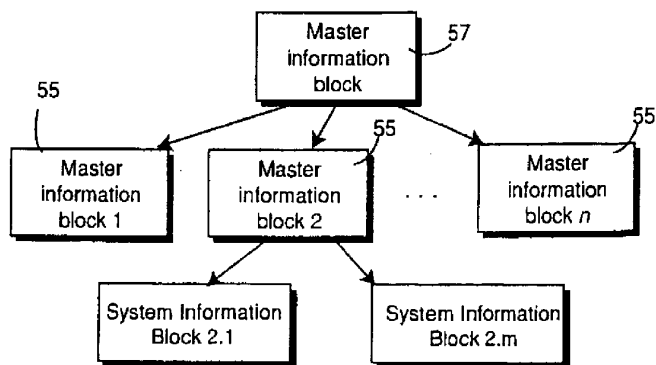 Master
information
block
57
55
Master
information
block 1
55
Master
information
block 2
. . .
55
Master
information
block n
System Information
Block 2.1
System Information
Block 2.m